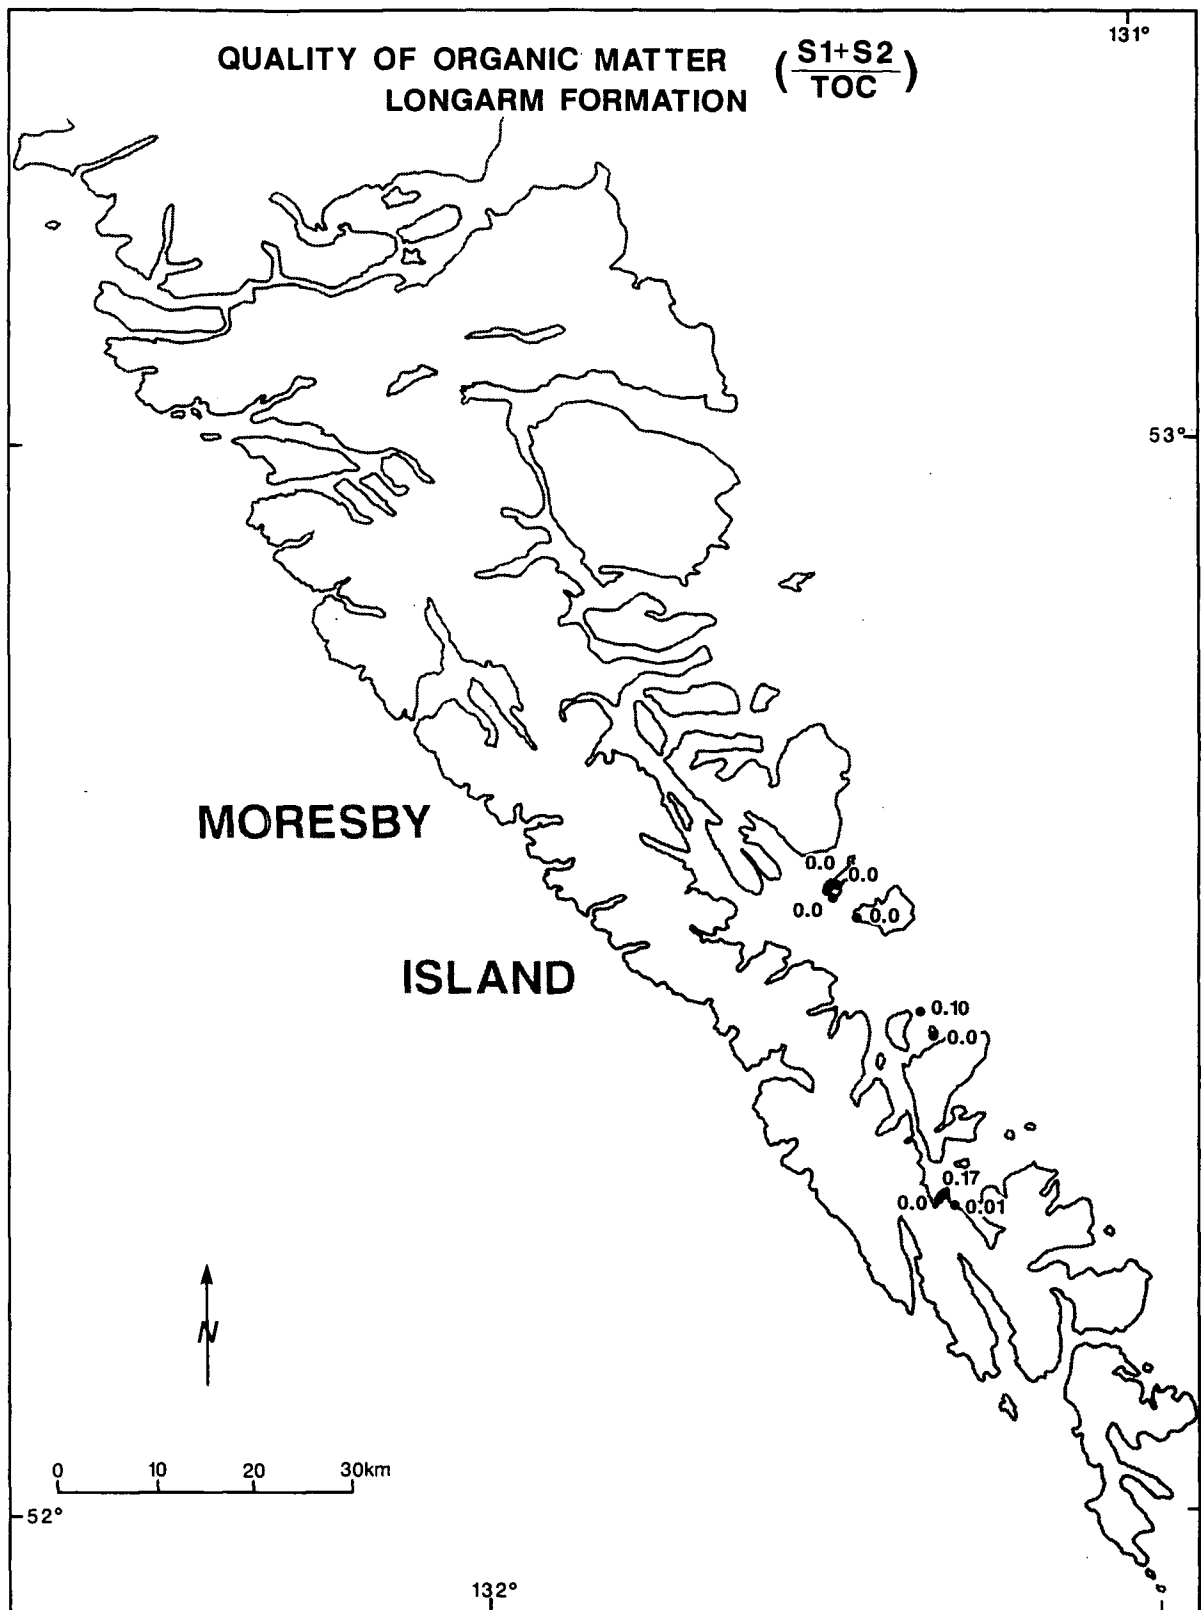 131°
QUALITY OF ORGANIC MATTER (S1+S2
TOC)
LONGARM FORMATION
53°
MORESBY
0.0
0.0
0.0
0.0
ISLAND
0.10
0.0
0.17
0.0
0.01
N
0 10 20 30km
52°
132°